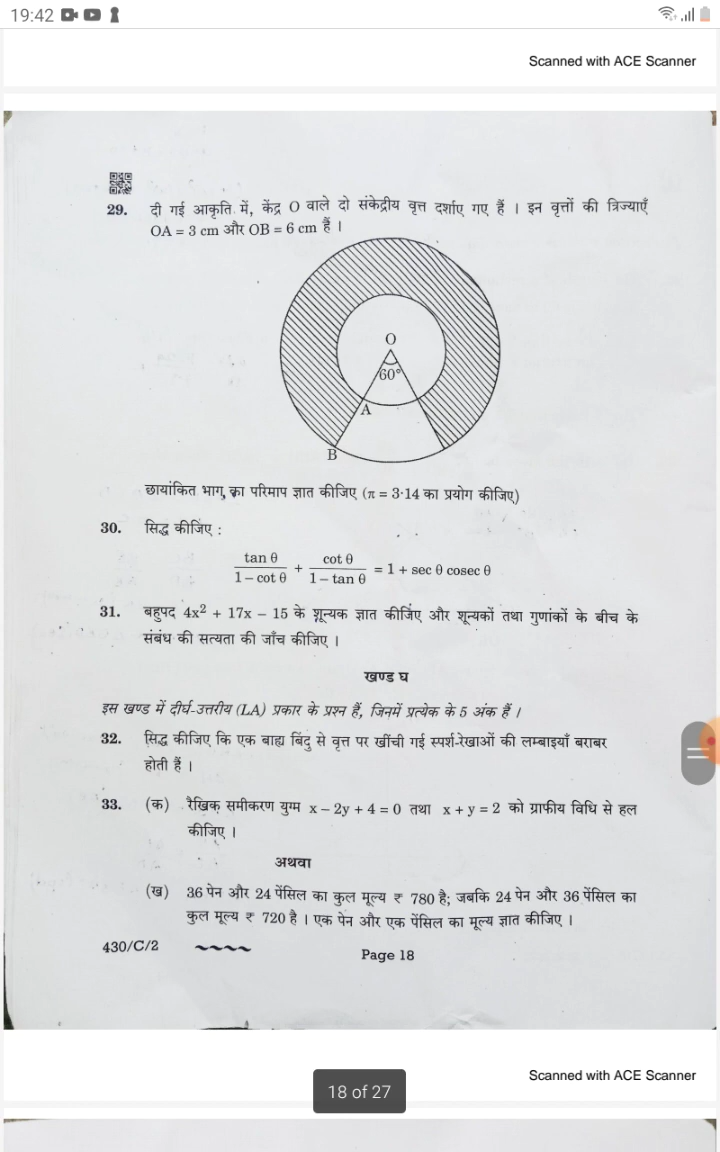 19:42
Scanned with ACE Scanner
29. दी गई आकृति में, केंद्र O वाले दो संकेंद्रीय वृत्त दर्शाए गए हैं । इन वृत्तों की त्रिज्याएँ
OA = 3 cm और OB = 6 cm हैं ।
O
60°
A
B
छायांकित भाग का परिमाप ज्ञात कीजिए (π = 3·14 का प्रयोग कीजिए)
30. सिद्ध कीजिए :
tan θ / (1 – cot θ) + cot θ / (1 – tan θ) = 1 + sec θ cosec θ
31. बहुपद 4x² + 17x – 15 के शून्यक ज्ञात कीजिए और शून्यकों तथा गुणांकों के बीच के
संबंध की सत्यता की जाँच कीजिए ।
खण्ड घ
इस खण्ड में दीर्घ-उत्तरीय (LA) प्रकार के प्रश्न हैं, जिनमें प्रत्येक के 5 अंक हैं ।
32. सिद्ध कीजिए कि एक बाह्य बिंदु से वृत्त पर खींची गई स्पर्श-रेखाओं की लम्बाइयाँ बराबर
होती हैं ।
33. (क) रैखिक समीकरण युग्म x – 2y + 4 = 0 तथा x + y = 2 को ग्राफीय विधि से हल
कीजिए ।
अथवा
(ख) 36 पेन और 24 पेंसिल का कुल मूल्य ₹ 780 है; जबकि 24 पेन और 36 पेंसिल का
कुल मूल्य ₹ 720 है । एक पेन और एक पेंसिल का मूल्य ज्ञात कीजिए ।
430/C/2
Page 18
Scanned with ACE Scanner
18 of 27